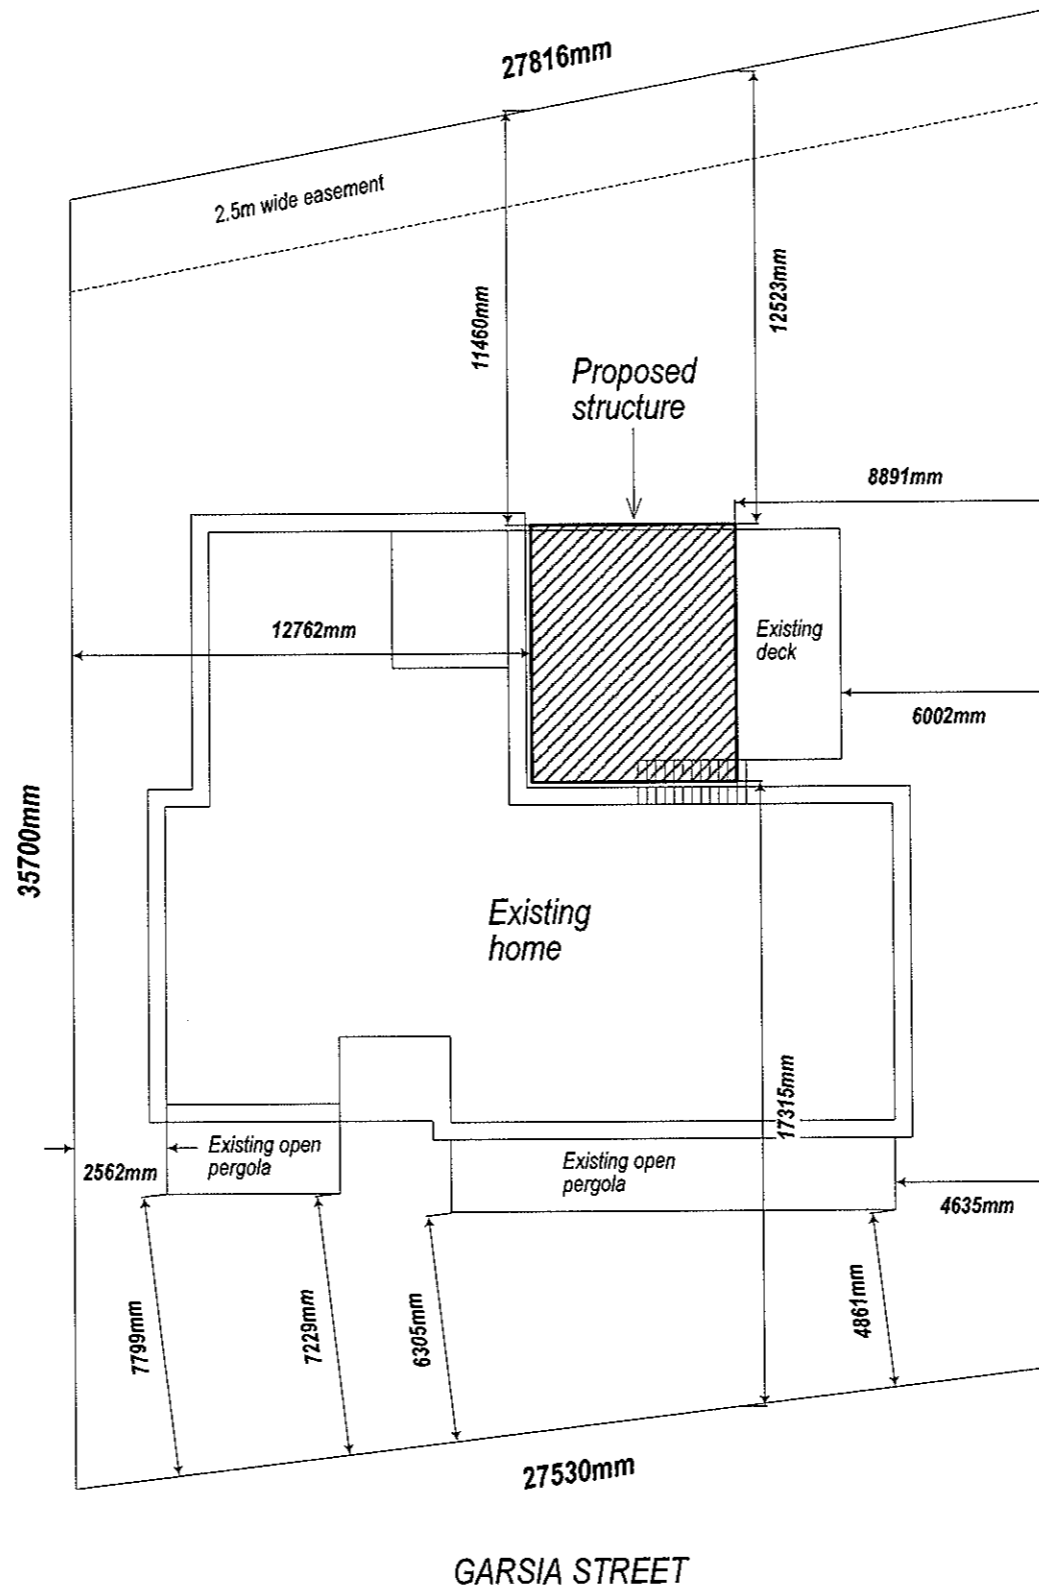 27816mm
2.5m wide easement
11460mm
12523mm
Proposed
structure
8891mm
12762mm
Existing
deck
6002mm
35700mm
Existing
home
17315mm
2562mm
Existing open
pergola
Existing open
pergola
4635mm
7799mm
7229mm
6305mm
4861mm
27530mm
GARSIA STREET